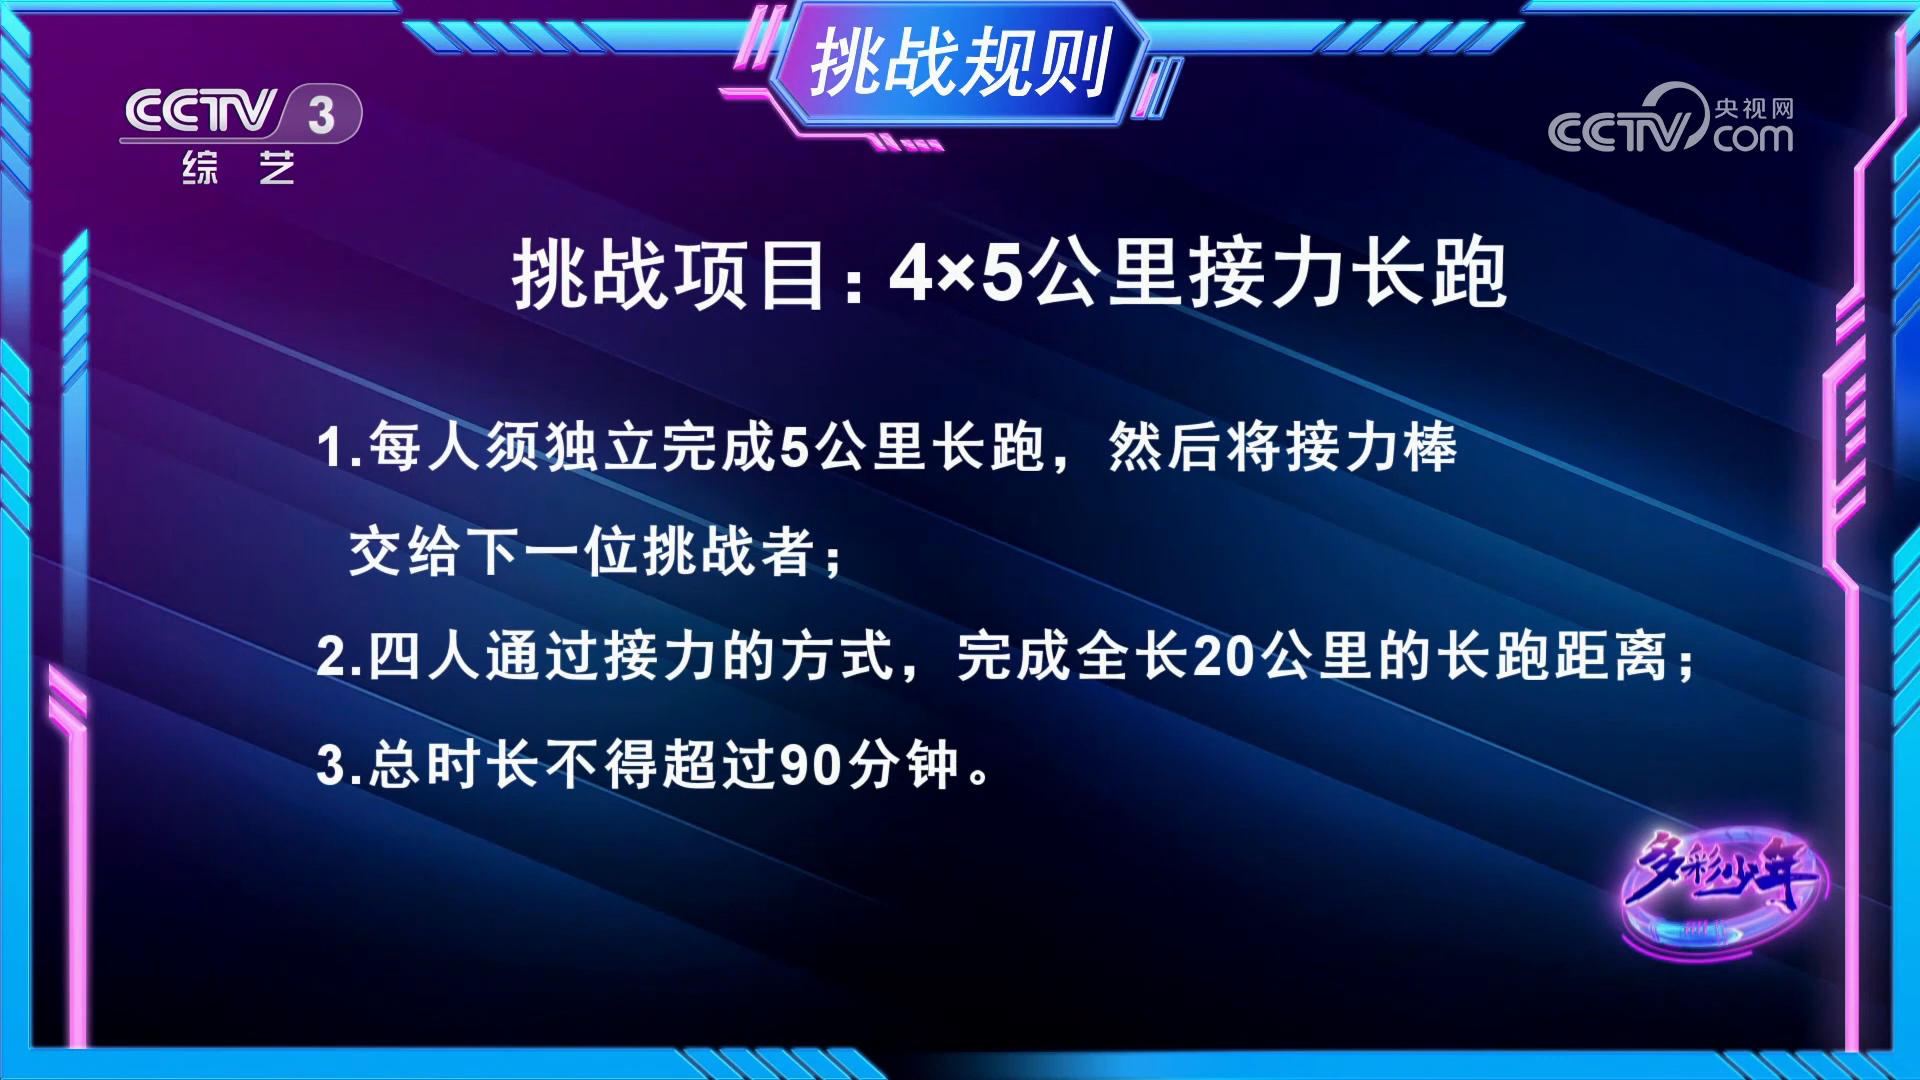 挑战规则
CCTV 3
综艺
央视网
CCTV com
挑战项目：4×5公里接力长跑
1.每人须独立完成5公里长跑，然后将接力棒
交给下一位挑战者；
2.四人通过接力的方式，完成全长20公里的长跑距离；
3.总时长不得超过90分钟。
多彩少年